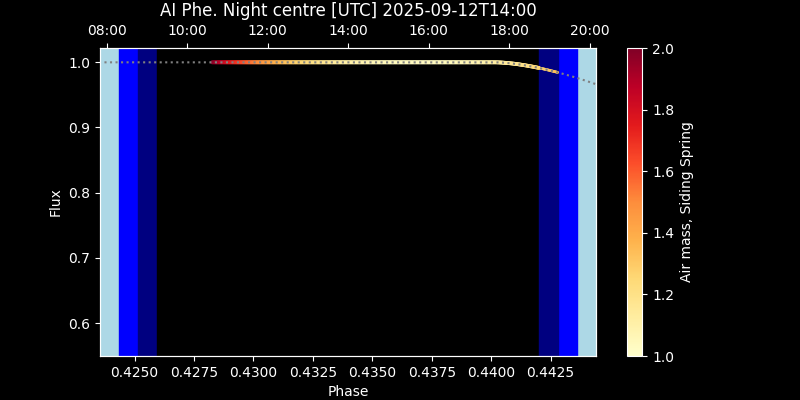 AI Phe. Night centre [UTC] 2025-09-12T14:00
08:00 10:00 12:00 14:00 16:00 18:00 20:00
1.0
0.9
0.8
0.7
0.6
Flux
0.4250 0.4275 0.4300 0.4325 0.4350 0.4375 0.4400 0.4425
Phase
2.0
1.8
1.6
1.4
1.2
1.0
Air mass, Siding Spring